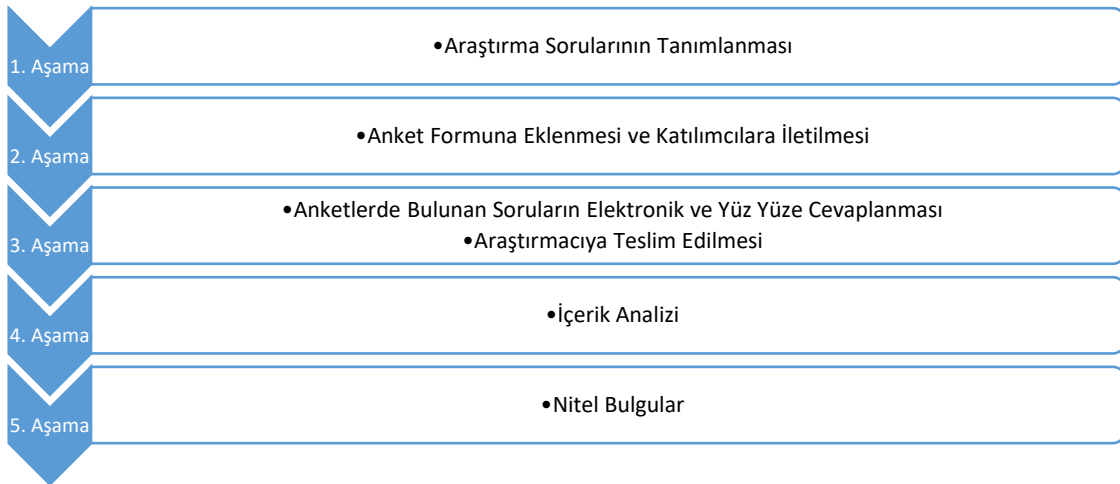 1. Aşama
•Araştırma Sorularının Tanımlanması
2. Aşama
•Anket Formuna Eklenmesi ve Katılımcılara İletilmesi
3. Aşama
•Anketlerde Bulunan Soruların Elektronik ve Yüz Yüze Cevaplanması
•Araştırmacıya Teslim Edilmesi
4. Aşama
•İçerik Analizi
5. Aşama
•Nitel Bulgular